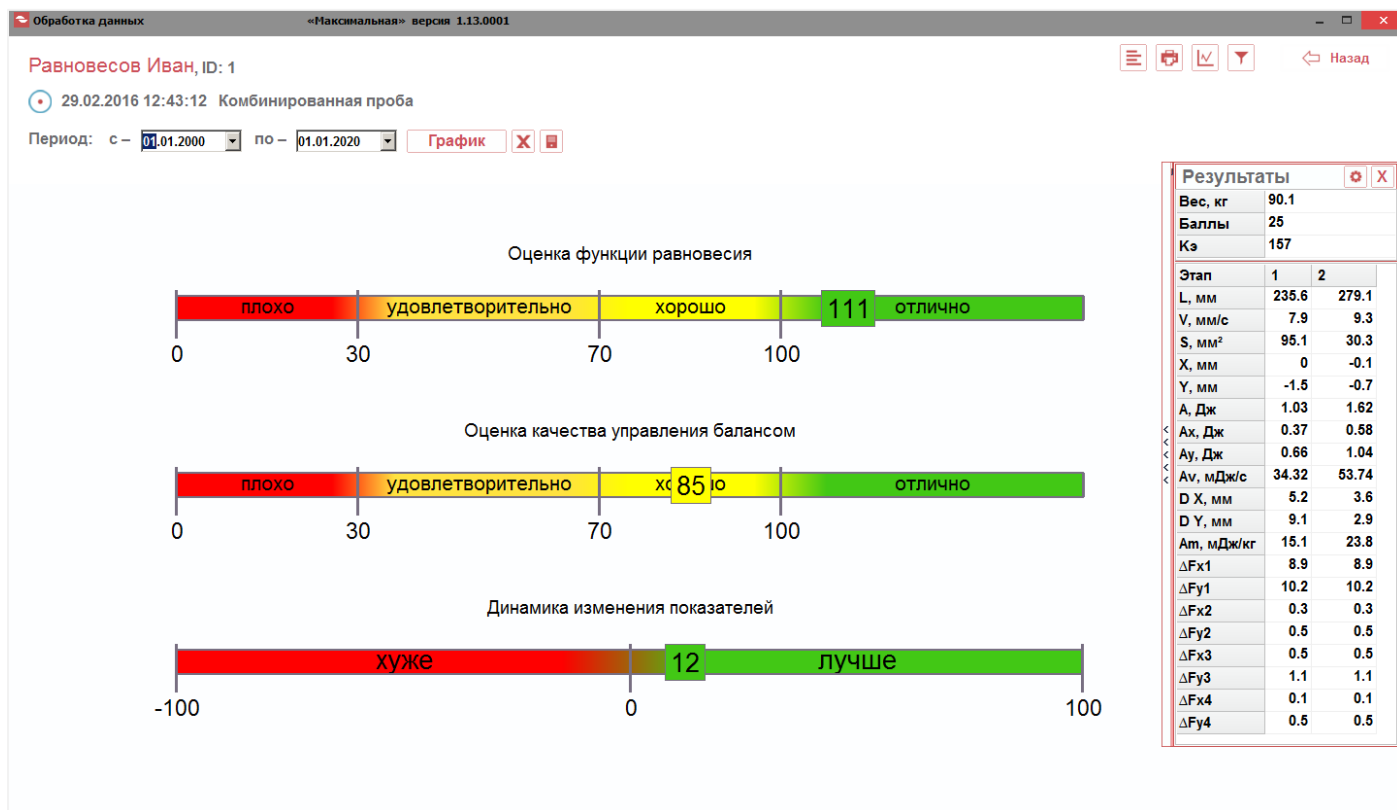 Обработка данных «Максимальная» версия 1.13.0001
Равновесов Иван, ID: 1
Назад
29.02.2016 12:43:12 Комбинированная проба
Период: с – 01.01.2000 по – 01.01.2020 График X
Оценка функции равновесия
плохо удовлетворительно хорошо 111 отлично
0 30 70 100
Оценка качества управления балансом
плохо удовлетворительно 85 отлично
0 30 70 100
Динамика изменения показателей
хуже 12 лучше
-100 0 100
Результаты X
Вес, кг 90.1
Баллы 25
Кэ 157
Этап 1 2
L, мм 235.6 279.1
V, мм/с 7.9 9.3
S, мм² 95.1 30.3
X, мм 0 -0.1
Y, мм -1.5 -0.7
A, Дж 1.03 1.62
Ax, Дж 0.37 0.58
Ay, Дж 0.66 1.04
Av, мДж/с 34.32 53.74
D X, мм 5.2 3.6
D Y, мм 9.1 2.9
Am, мДж/кг 15.1 23.8
∆Fx1 8.9 8.9
∆Fy1 10.2 10.2
∆Fx2 0.3 0.3
∆Fy2 0.5 0.5
∆Fx3 0.5 0.5
∆Fy3 1.1 1.1
∆Fx4 0.1 0.1
∆Fy4 0.5 0.5